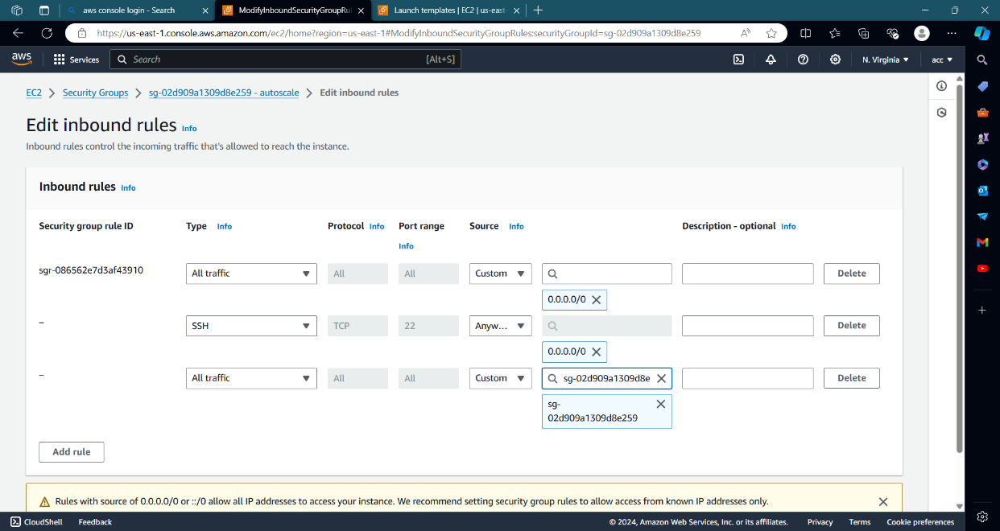 aws console login - Search
ModifyInboundSecurityGroupRul
Launch templates | EC2 | us-east-
https://us-east-1.console.aws.amazon.com/ec2/home?region=us-east-1#ModifyInboundSecurityGroupRules:securityGroupId=sg-02d909a1309d8e259
aws
Services
Search
[Alt+S]
N. Virginia
acc
EC2
Security Groups
sg-02d909a1309d8e259 - autoscale
Edit inbound rules
Edit inbound rules Info
Inbound rules control the incoming traffic that's allowed to reach the instance.
Inbound rules Info
Security group rule ID
Type Info
Protocol Info
Port range
Info
Source Info
Description - optional Info
sgr-086562e7d3af43910
All traffic
All
All
Custom
Delete
0.0.0.0/0
–
SSH
TCP
22
Anyw...
Delete
0.0.0.0/0
–
All traffic
All
All
Custom
sg-02d909a1309d8e
Delete
sg-
02d909a1309d8e259
Add rule
Rules with source of 0.0.0.0/0 or ::/0 allow all IP addresses to access your instance. We recommend setting security group rules to allow access from known IP addresses only.
CloudShell
Feedback
© 2024, Amazon Web Services, Inc. or its affiliates.
Privacy
Terms
Cookie preferences